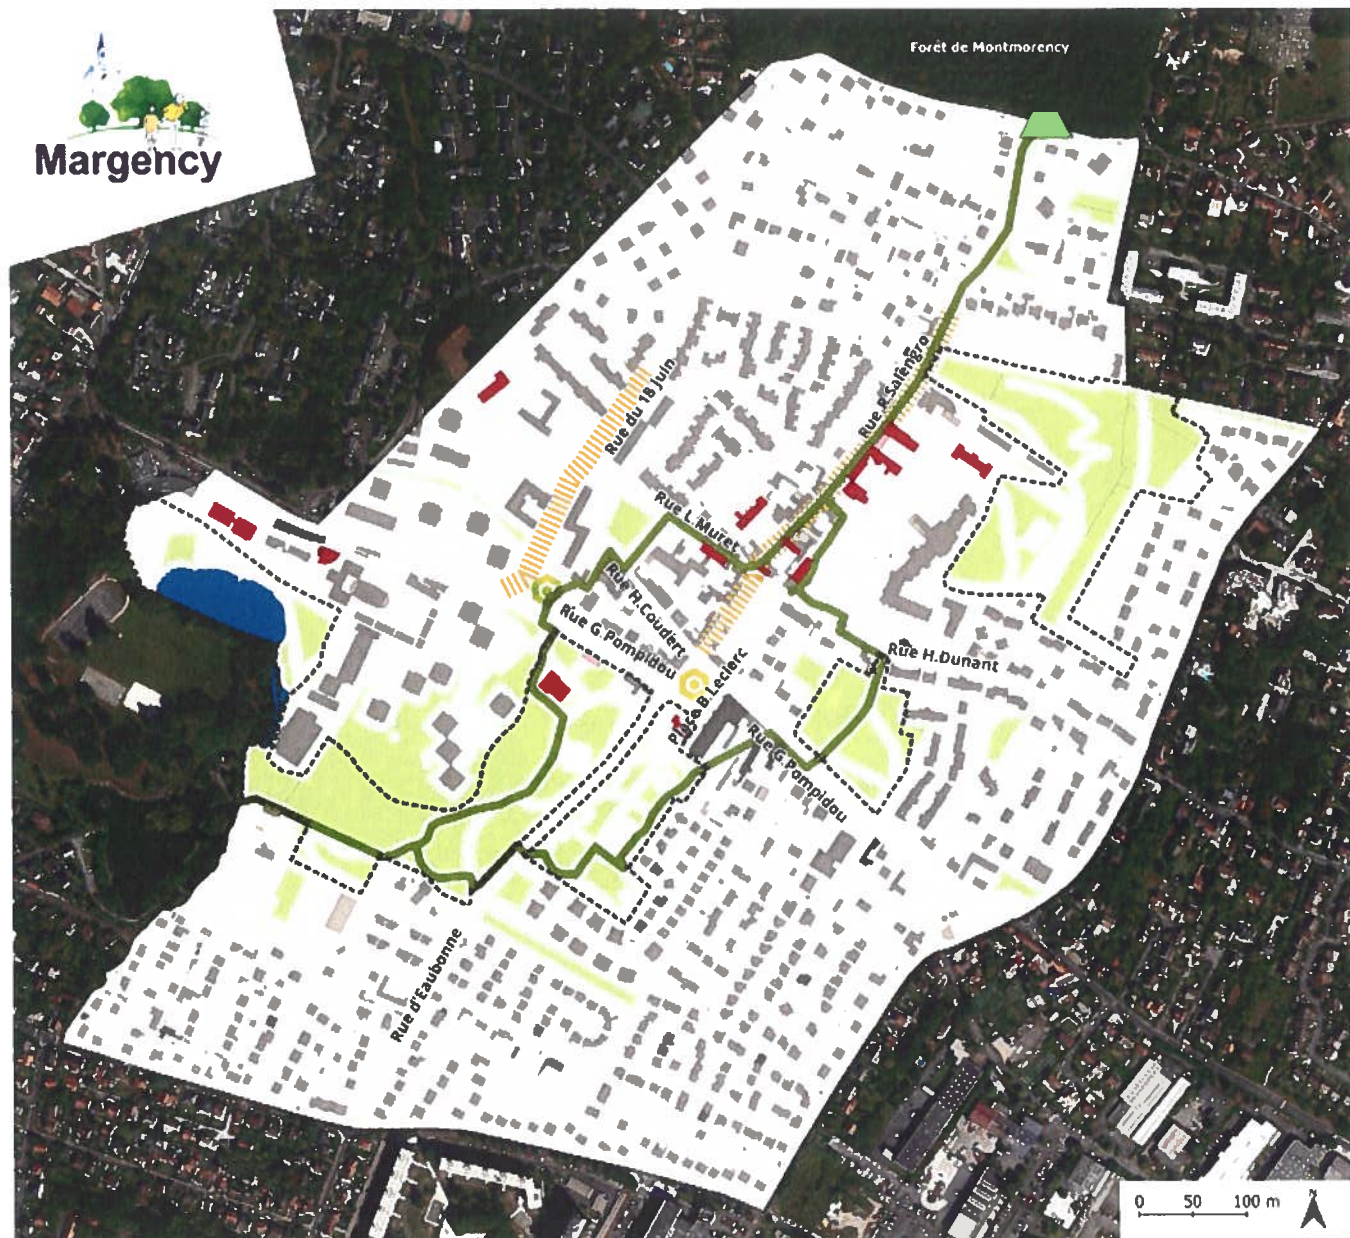 Forêt de Montmorency
Margency
Rue du 18 juin
Rue R.Salengro
Rue L.Muret
Rue H.Coudert
Rue G.Pompidou
Rue H.Dunant
Place B.Leclerc
Rue G.Pompidou
Rue d'Eaubonne
0 50 100 m
N